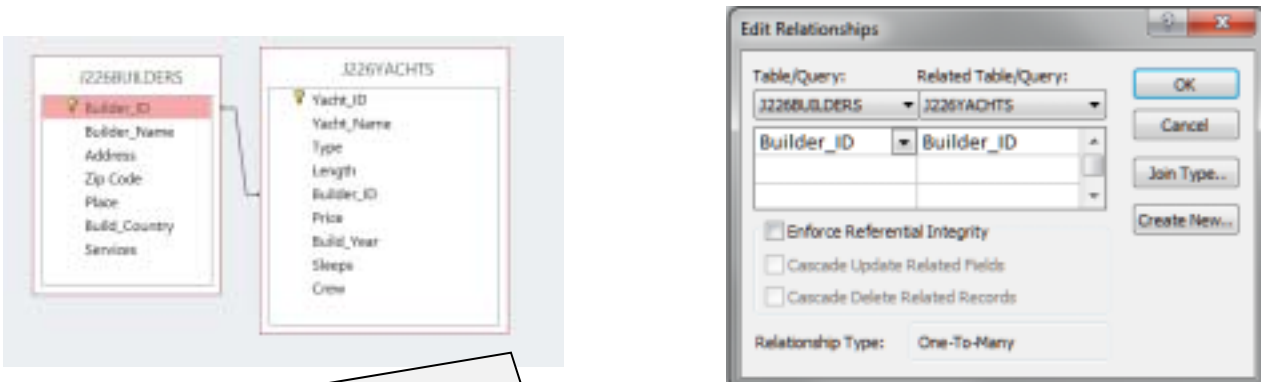 J226BUILDERS
Builder_ID
Builder_Name
Address
Zip Code
Place
Build_Country
Services
J226YACHTS
Yacht_ID
Yacht_Name
Type
Length
Builder_ID
Price
Build_Year
Sleeps
Crew
Edit Relationships
Table/Query: Related Table/Query:
J226BUILDERS J226YACHTS
Builder_ID Builder_ID
Enforce Referential Integrity
Cascade Update Related Fields
Cascade Delete Related Records
Relationship Type: One-To-Many
OK
Cancel
Join Type..
Create New..